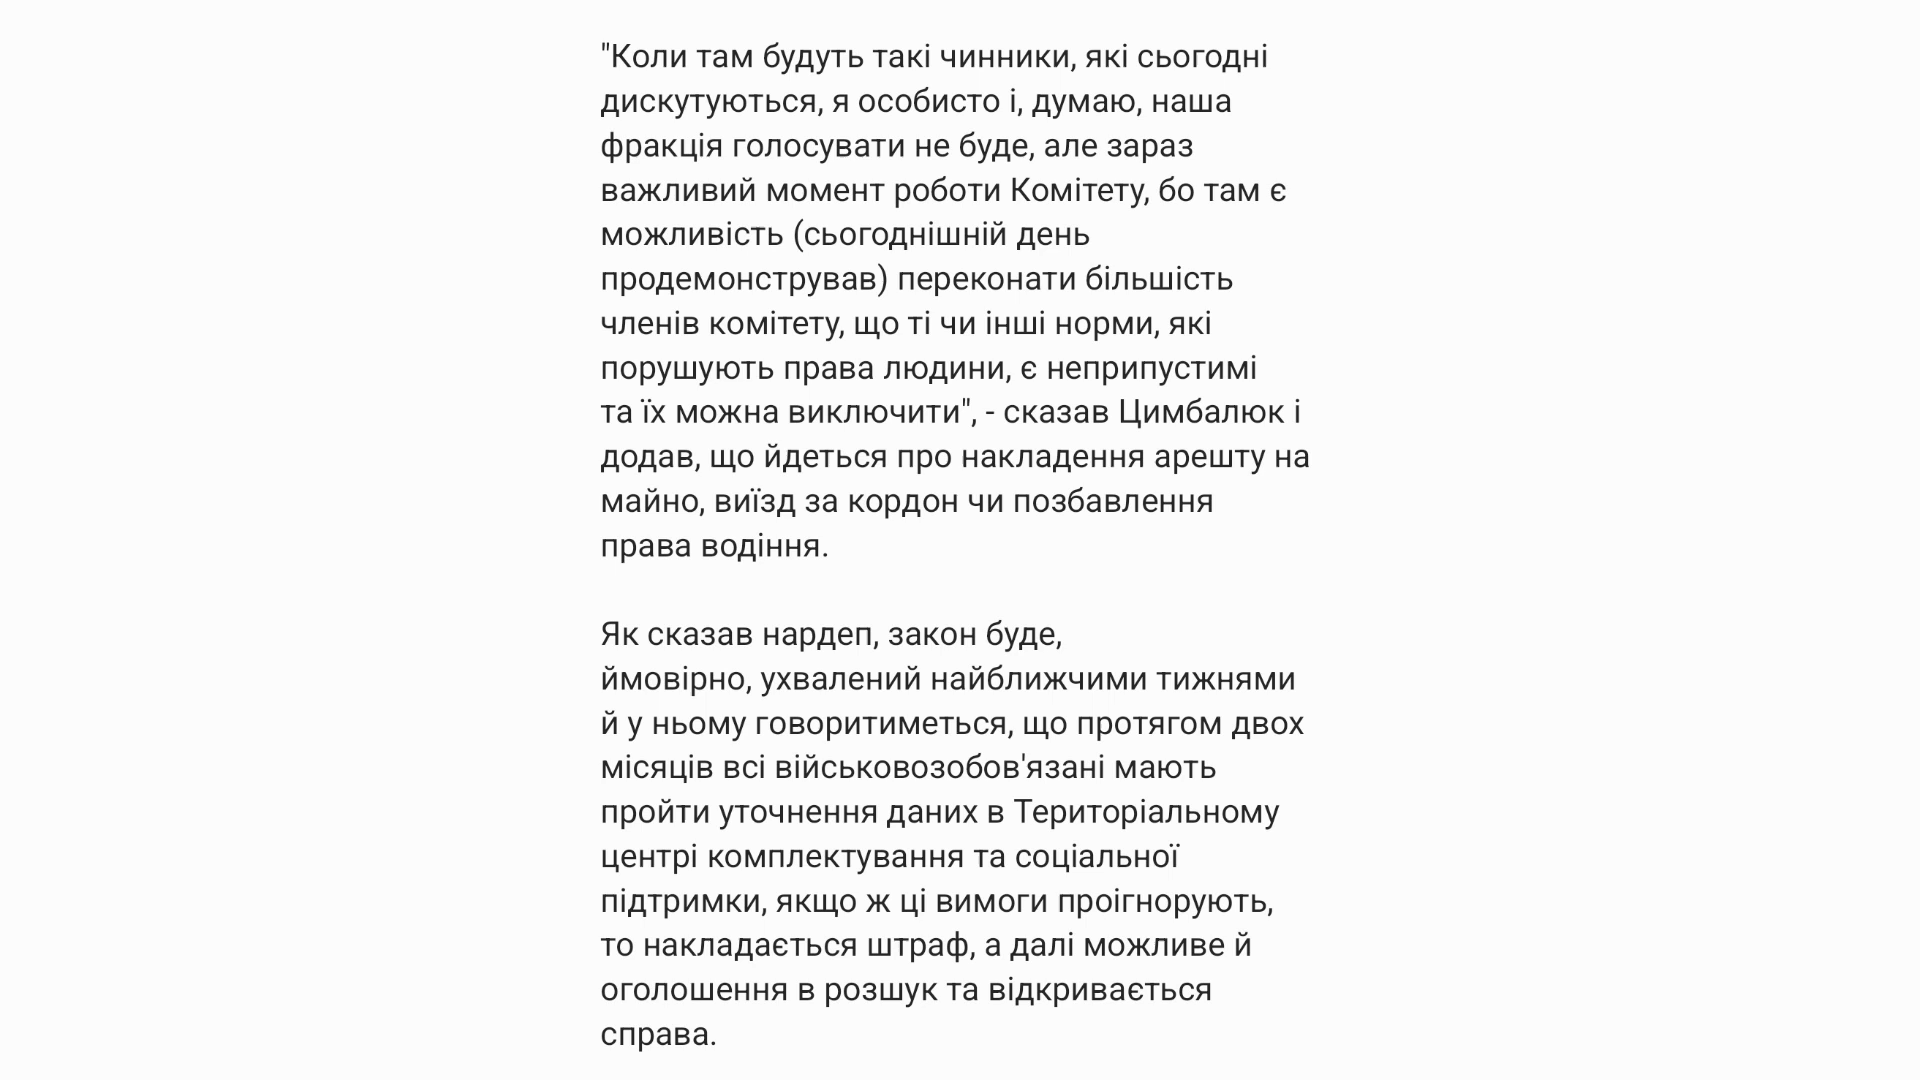 "Коли там будуть такі чинники, які сьогодні
дискутуються, я особисто і, думаю, наша
фракція голосувати не буде, але зараз
важливий момент роботи Комітету, бо там є
можливість (сьогоднішній день
продемонстрував) переконати більшість
членів комітету, що ті чи інші норми, які
порушують права людини, є неприпустимі
та їх можна виключити", - сказав Цимбалюк і
додав, що йдеться про накладення арешту на
майно, виїзд за кордон чи позбавлення
права водіння.
Як сказав нардеп, закон буде,
ймовірно, ухвалений найближчими тижнями
й у ньому говоритиметься, що протягом двох
місяців всі військовозобов'язані мають
пройти уточнення даних в Територіальному
центрі комплектування та соціальної
підтримки, якщо ж ці вимоги проігнорують,
то накладається штраф, а далі можливе й
оголошення в розшук та відкривається
справа.